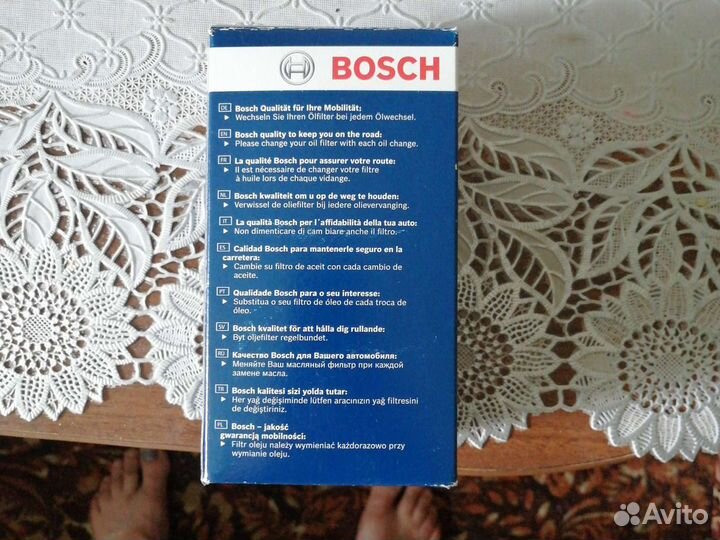 BOSCH
DE Bosch Qualität für Ihre Mobilität:
► Wechseln Sie Ihren Ölfilter bei jedem Ölwechsel.
EN Bosch quality to keep you on the road:
► Please change your oil filter with each oil change.
FR La qualité Bosch pour assurer votre route:
► Il est nécessaire de changer votre filtre
à huile lors de chaque vidange.
NL Bosch kwaliteit om u op de weg te houden:
► Verwissel de oliefilter bij iedere olievervanging.
IT La qualità Bosch per l´affidabilità della tua auto:
► Non dimenticare di cam biare anche il filtro.
ES Calidad Bosch para mantenerle seguro en la
carretera:
► Cambie su filtro de aceit con cada cambio de
aceite.
PT Qualidade Bosch para o seu interesse:
► Substitua o seu filtro de óleo de cada troca de
óleo.
SV Bosch kvalitet för att hålla dig rullande:
► Byt oljefilter regelbundet.
RU Качество Bosch для Вашего автомобиля:
► Меняйте Ваш масляный фильтр при каждой
замене масла.
TR Bosch kalitesi sizi yolda tutar:
► Her yağ değişiminde lütfen aracınızın yağ filtresini
de değiştiriniz.
PL Bosch – jakość
gwarancją mobilności:
► Filtr oleju należy wymieniać każdorazowo przy
wymianie oleju.
Avito